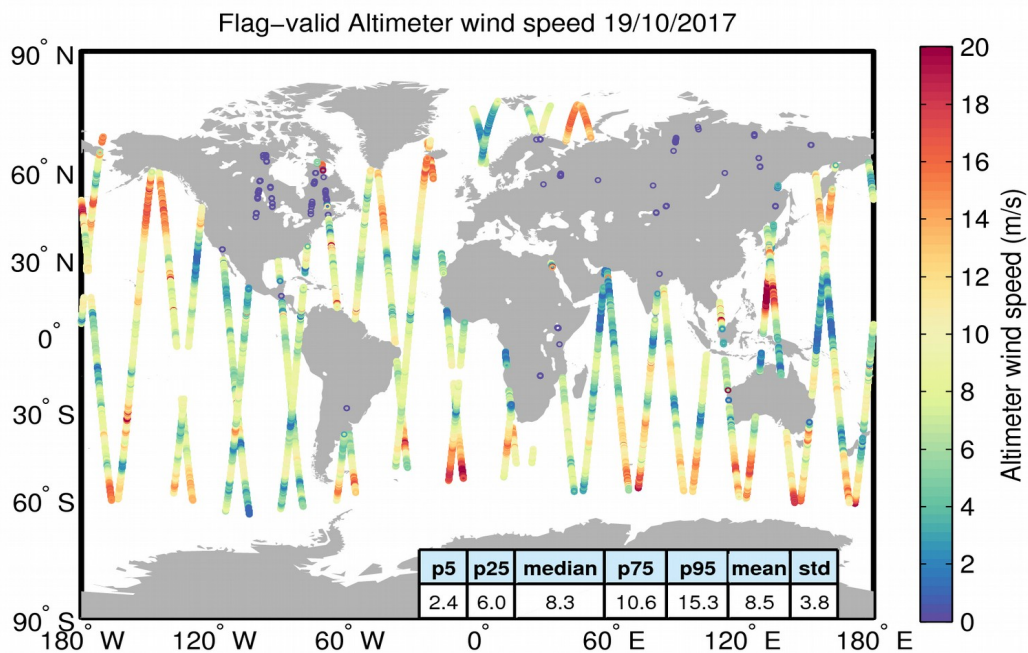 Flag−valid Altimeter wind speed 19/10/2017
90° N
60° N
30° N
0°
30° S
60° S
90° S
180° W
120° W
60° W
0°
60° E
120° E
180° E
p5 p25 median p75 p95 mean std
2.4 6.0 8.3 10.6 15.3 8.5 3.8
20
18
16
14
12
10
8
6
4
2
0
Altimeter wind speed (m/s)